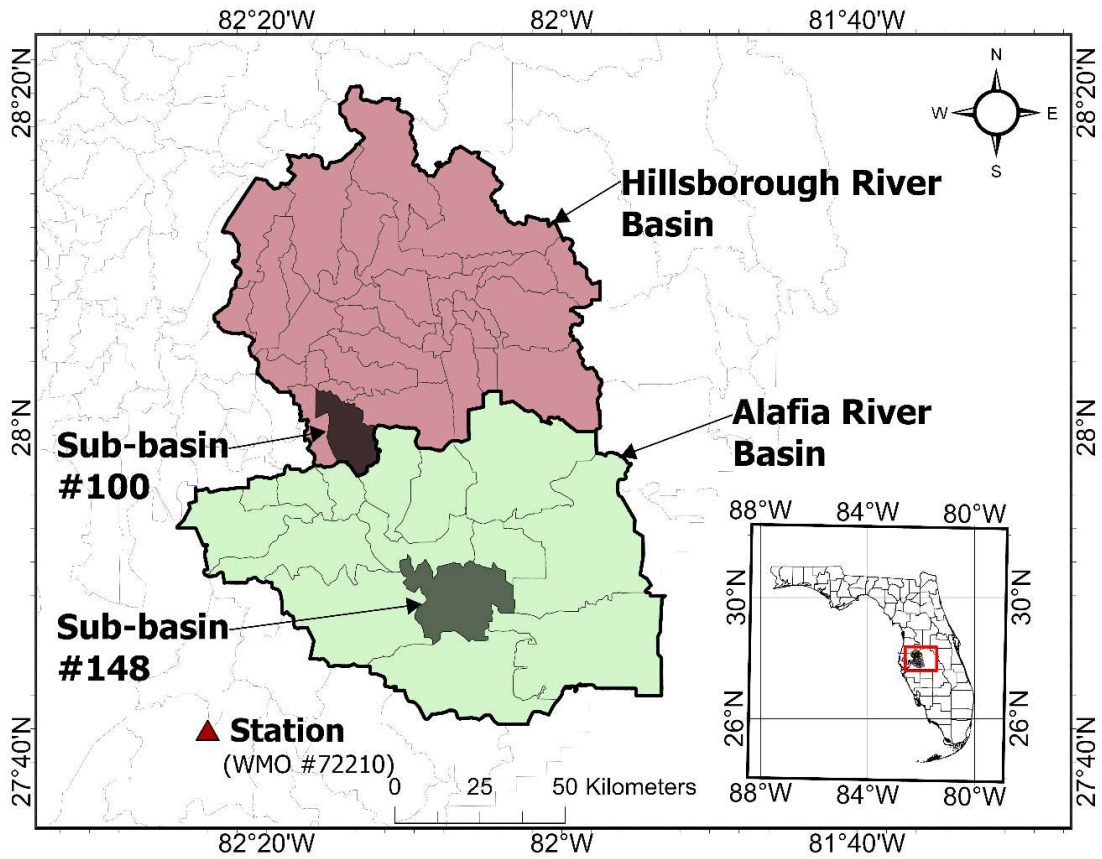 82°20'W 82°W 81°40'W
28°20'N
28°20'N
N
W E
S
Hillsborough River
Basin
28°N
28°N
Alafia River
Basin
Sub-basin
#100
88°W 84°W 80°W
30°N
30°N
Sub-basin
#148
26°N
26°N
Station
(WMO #72210)
0 25 50 Kilometers
88°W 84°W 80°W
27°40'N
27°40'N
82°20'W 82°W 81°40'W